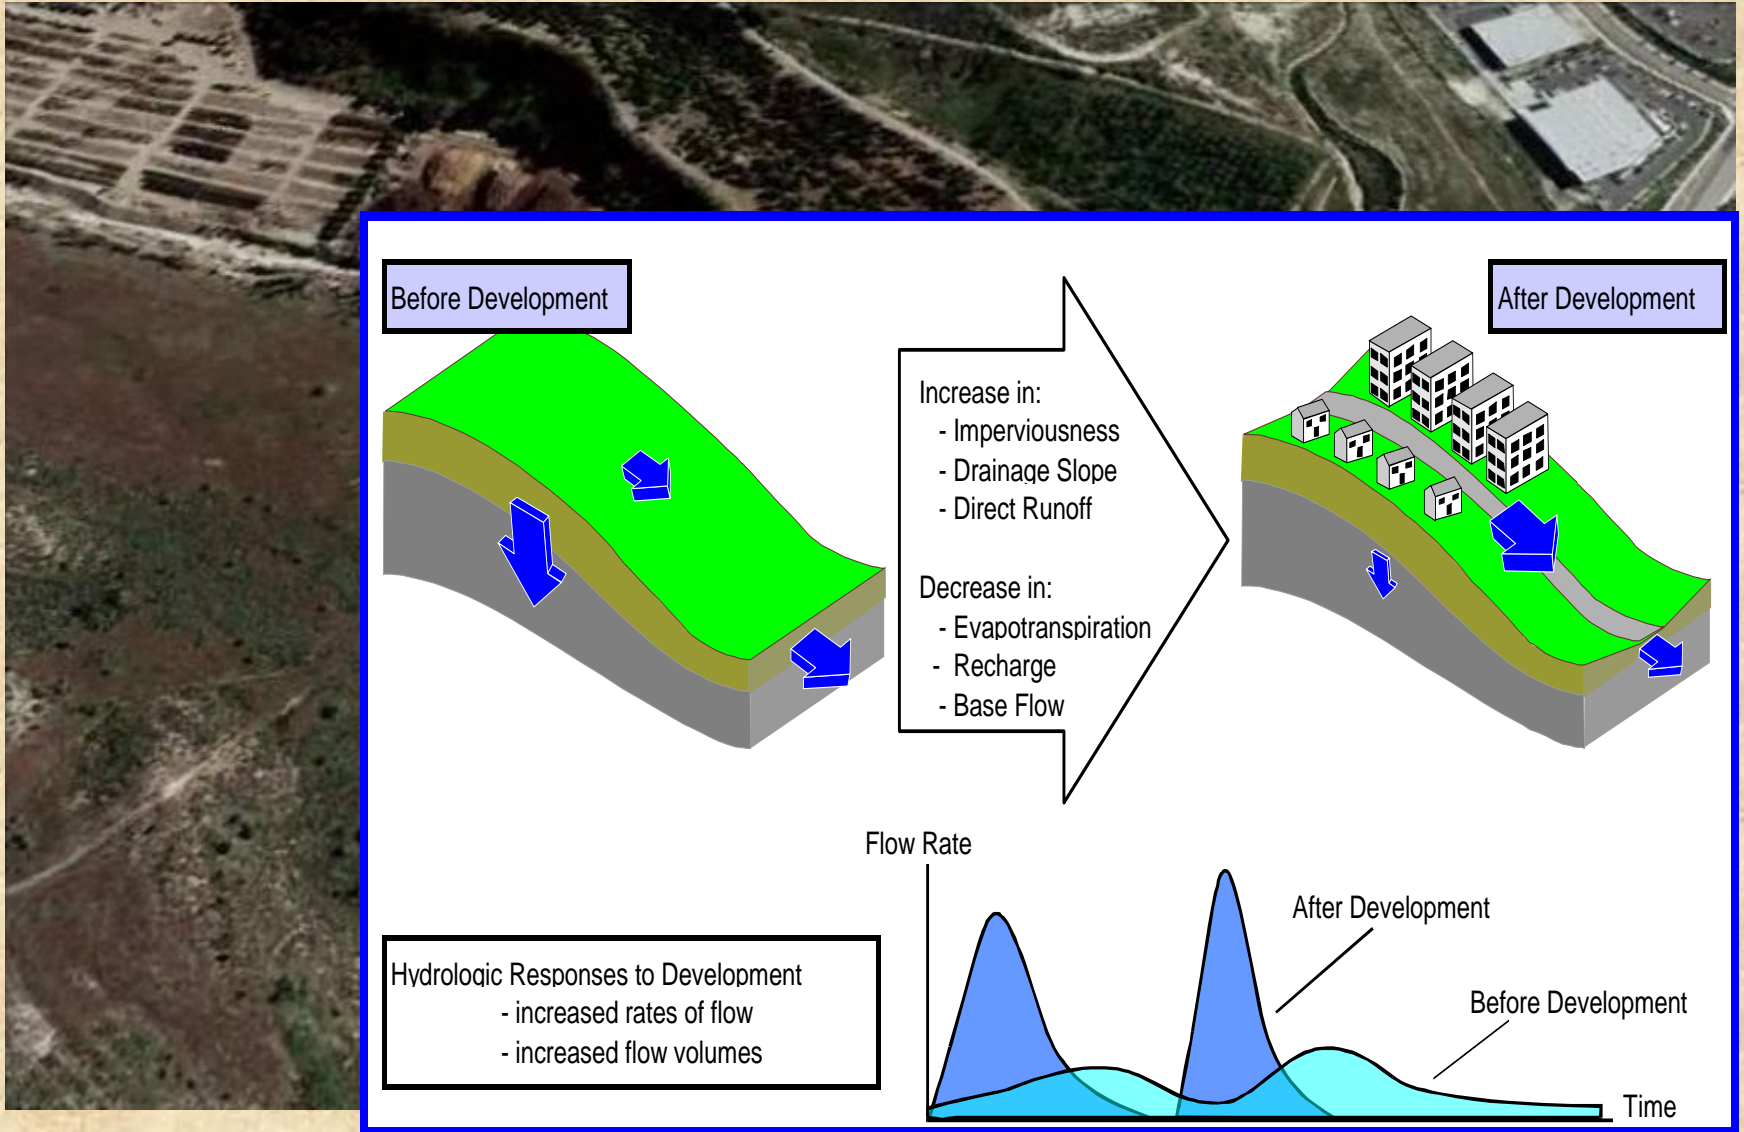 Before Development
After Development
Increase in:
- Imperviousness
- Drainage Slope
- Direct Runoff
Decrease in:
- Evapotranspiration
- Recharge
- Base Flow
Flow Rate
After Development
Before Development
Time
Hydrologic Responses to Development
- increased rates of flow
- increased flow volumes